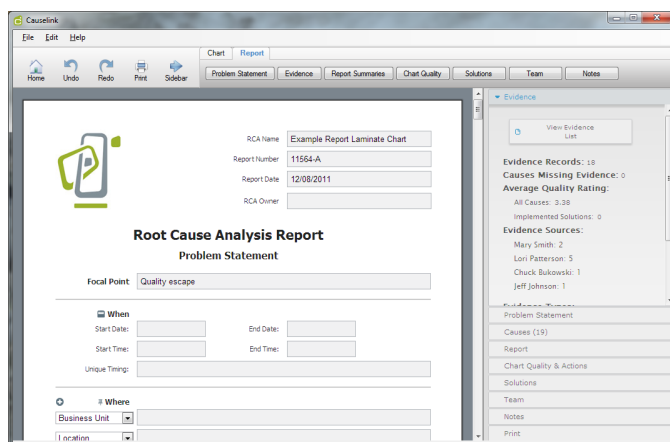 Causelink
File Edit Help
Chart Report
Home Undo Redo Print Sidebar
Problem Statement Evidence Report Summaries Chart Quality Solutions Team Notes
RCA Name Example Report Laminate Chart
Report Number 11564-A
Report Date 12/08/2011
RCA Owner
Root Cause Analysis Report
Problem Statement
Focal Point Quality escape
When
Start Date: End Date:
Start Time: End Time:
Unique Timing:
Where
Business Unit
Location
Evidence
View Evidence
List
Evidence Records: 18
Causes Missing Evidence: 0
Average Quality Rating:
All Causes: 3.38
Implemented Solutions: 0
Evidence Sources:
Mary Smith: 2
Lori Patterson: 5
Chuck Bukowski: 1
Jeff Johnson: 1
Evidence Types:
Problem Statement
Causes (19)
Report
Chart Quality & Actions
Solutions
Team
Notes
Print